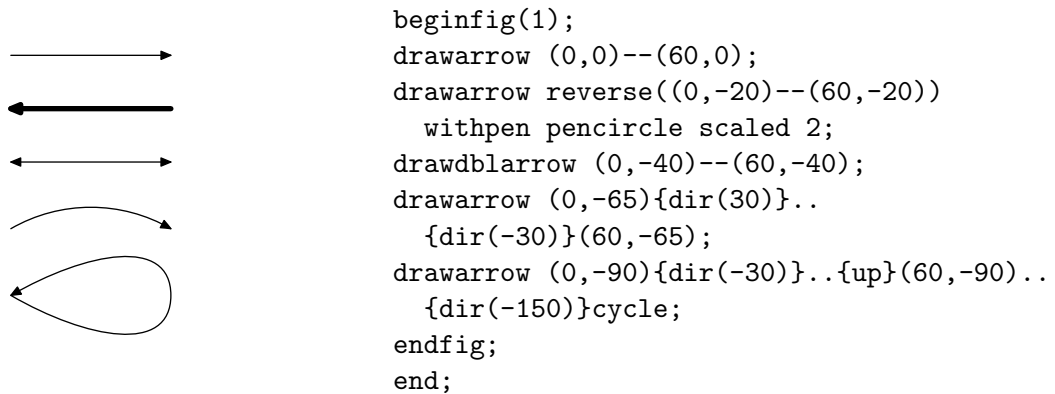 beginfig(1);
drawarrow (0,0)--(60,0);
drawarrow reverse((0,-20)--(60,-20))
  withpen pencircle scaled 2;
drawdblarrow (0,-40)--(60,-40);
drawarrow (0,-65){dir(30)}..
  {dir(-30)}(60,-65);
drawarrow (0,-90){dir(-30)}..{up}(60,-90)..
  {dir(-150)}cycle;
endfig;
end;